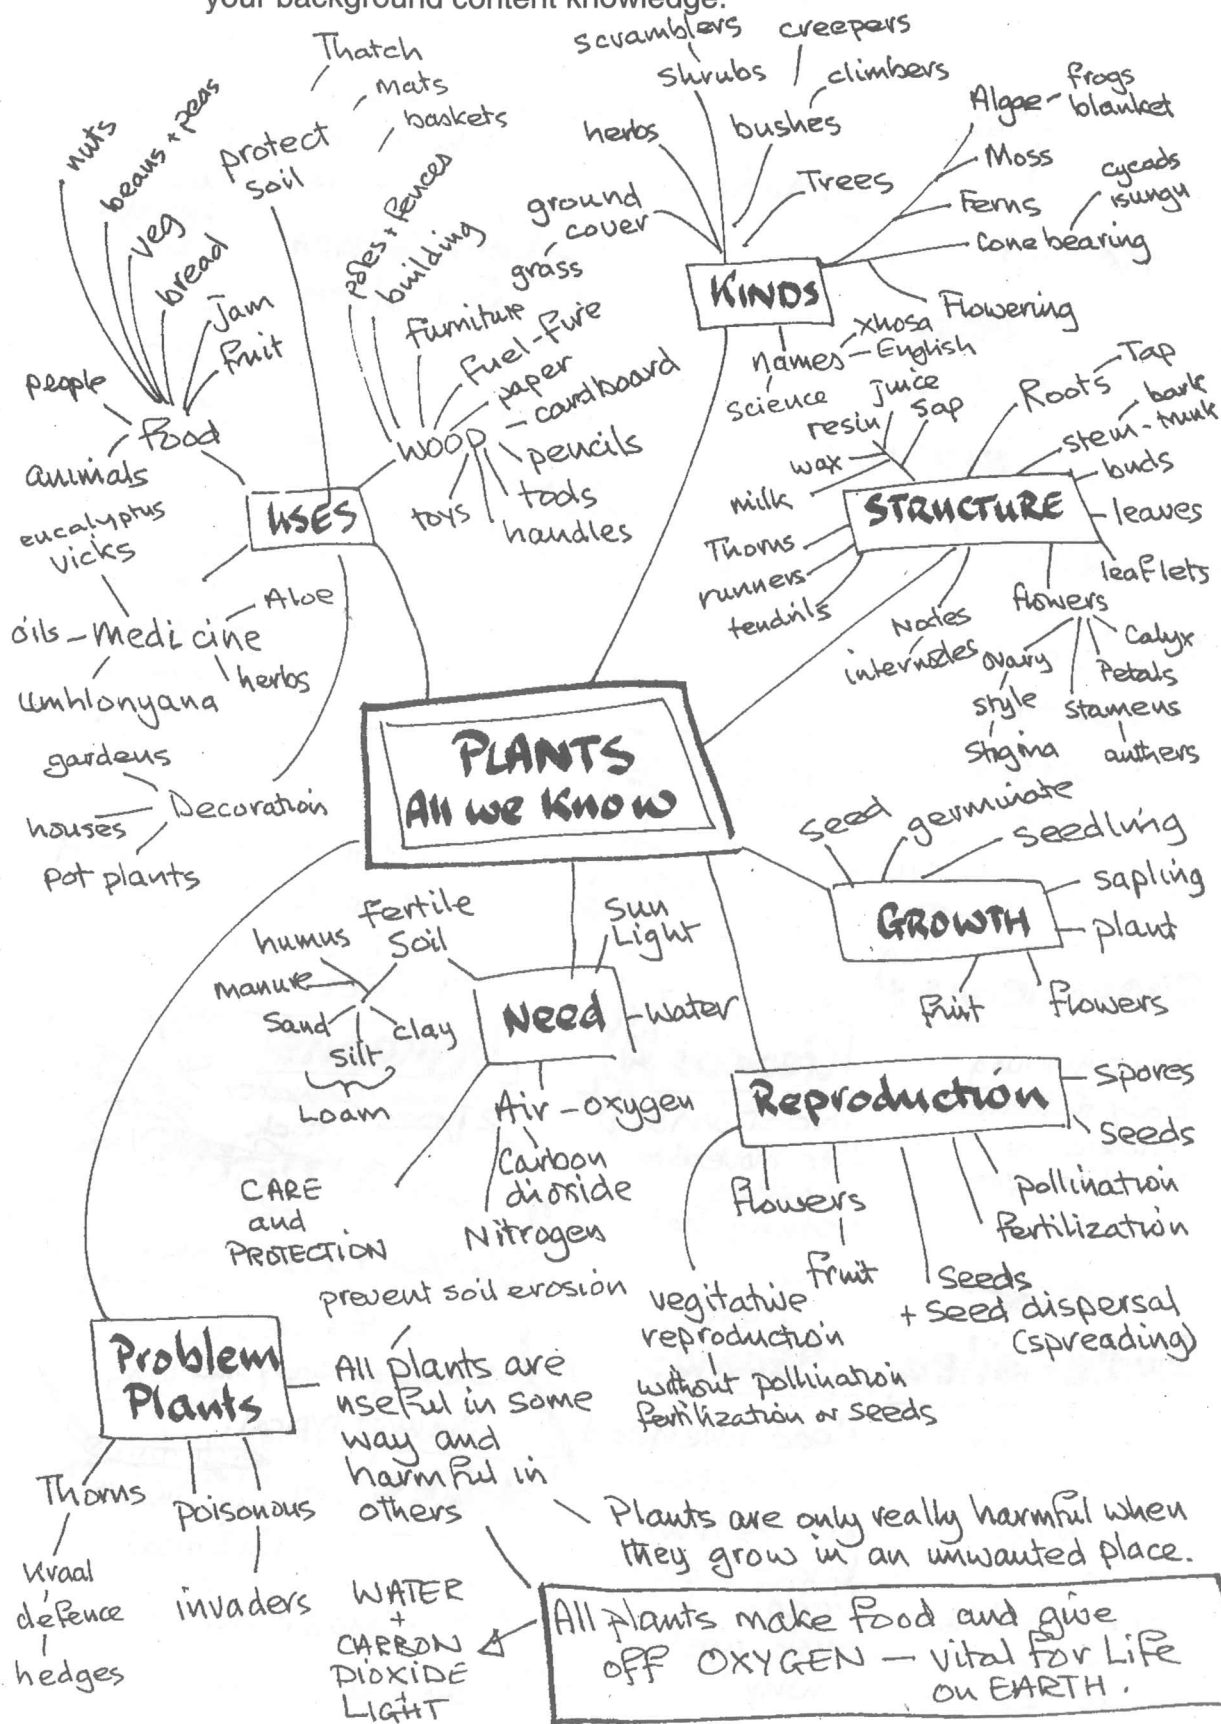 your background content knowledge.
Thatch
Mats
baskets
protect
soil
nuts
beans + peas
veg
bread
Jam
fruit
people
Food
animals
USES
poles + fences
building
furniture
fuel-fire
paper
cardboard
WOOD
pencils
tools
handles
toys
eucalyptus
vicks
Aloe
oils – Medicine
herbs
Umhlonyana
gardens
houses
Decoration
pot plants
scramblers
shrubs
creepers
climbers
herbs
bushes
Trees
ground
cover
grass
Algae – frogs
blanket
Moss
Ferns
cycads
isungu
Cone bearing
KINDS
Flowering
Names
Xhosa
English
science
juice
resin
Sap
wax
milk
Roots
Tap
bark
stem – trunk
buds
STRUCTURE
leaves
leaflets
Thorns
runners
tendrils
Nodes
internodes
flowers
ovary
style
Stigma
Calyx
Petals
Stamens
anthers
PLANTS
All we Know
seed
germinate
seedling
sapling
GROWTH
plant
fruit
flowers
fertile
Soil
humus
manure
Sand
silt
clay
Loam
Sun
Light
Need
Water
Air – oxygen
Carbon
dioxide
Nitrogen
CARE
and
PROTECTION
Reproduction
spores
Seeds
flowers
fruit
pollination
fertilization
Seeds
+ seed dispersal
(spreading)
vegitative
reproduction
without pollination
fertilization or seeds
prevent soil erosion
Problem
Plants
All plants are
useful in some
way and
harmful in
others
Thorns
Kraal
defence
hedges
poisonous
invaders
Plants are only really harmful when
they grow in an unwanted place.
WATER
+
CARBON
DIOXIDE
+
LIGHT
All plants make food and give
off OXYGEN – vital for Life
on EARTH.